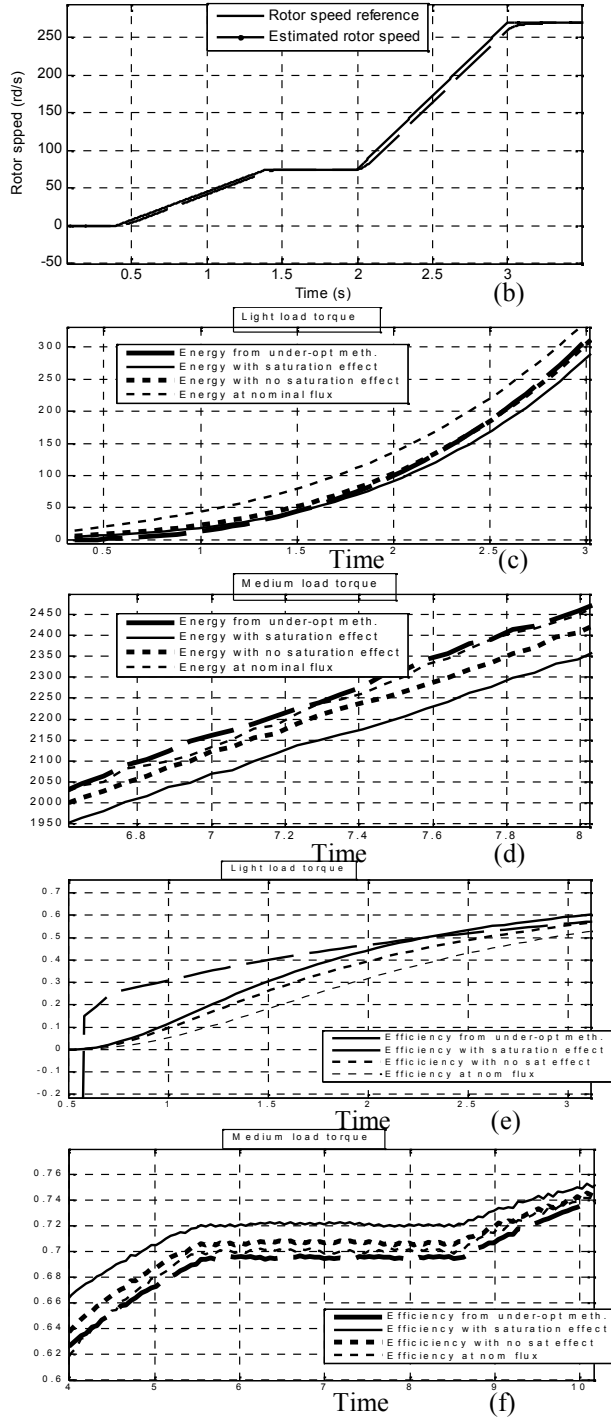 Rotor speed reference
Estimated rotor speed
250
200
150
100
50
0
-50
Rotor spped (rd/s)
0.5 1 1.5 2 2.5 3
Time (s)
(b)
Light load torque
300
250
200
150
100
50
0
Energy from under-opt meth.
Energy with saturation effect
Energy with no saturation effect
Energy at nominal flux
0.5 1 1.5 2 2.5 3
Time
(c)
Medium load torque
2450
2400
2350
2300
2250
2200
2150
2100
2050
2000
1950
Energy from under-opt meth.
Energy with saturation effect
Energy with no saturation effect
Energy at nominal flux
6.8 7 7.2 7.4 7.6 7.8 8
Time
(d)
Light load torque
0.7
0.6
0.5
0.4
0.3
0.2
0.1
0
-0.1
-0.2
Efficiency from under-opt meth.
Efficiency with saturation effect
Efficiciency with no sat effect
Efficiency at nom flux
0.5 1 1.5 2 2.5 3
Time
(e)
Medium load torque
0.76
0.74
0.72
0.7
0.68
0.66
0.64
0.62
0.6
Efficiency from under-opt meth.
Efficiency with saturation effect
Efficiciency with no sat effect
Efficiency at nom flux
4 5 6 7 8 9 10
Time
(f)